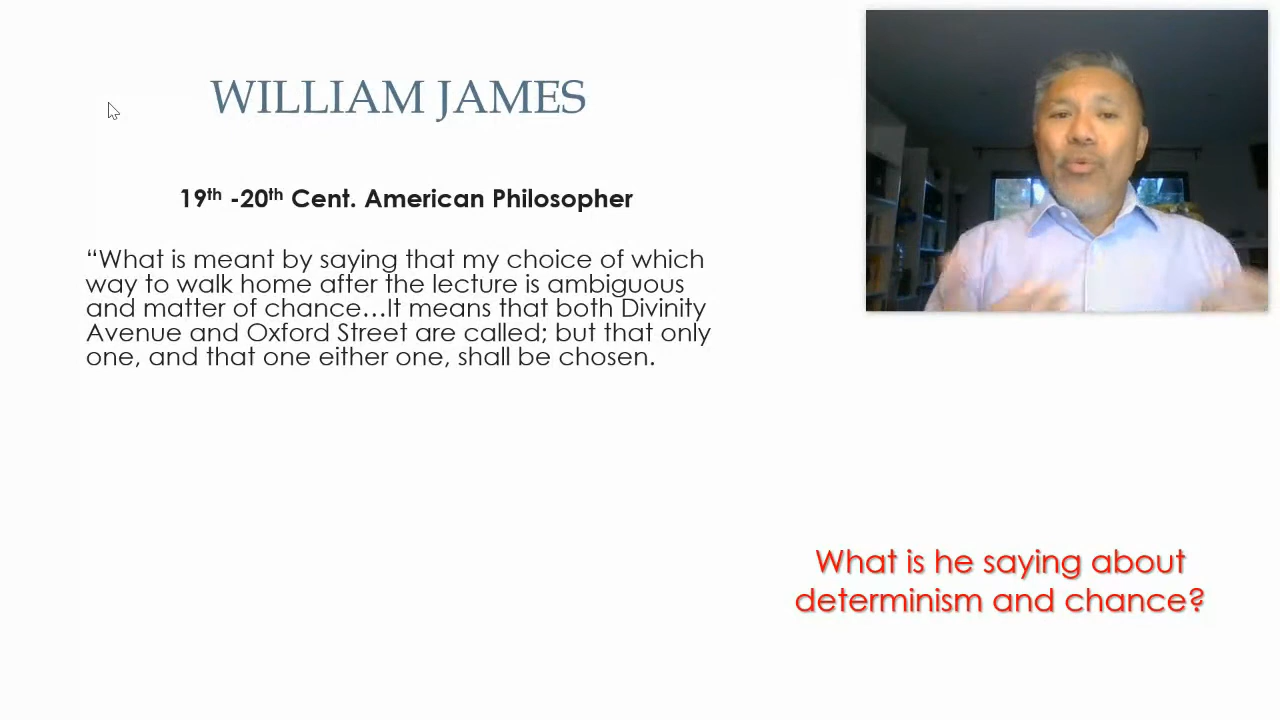 WILLIAM JAMES
19th -20th Cent. American Philosopher
“What is meant by saying that my choice of which
way to walk home after the lecture is ambiguous
and matter of chance…It means that both Divinity
Avenue and Oxford Street are called; but that only
one, and that one either one, shall be chosen.
What is he saying about
determinism and chance?